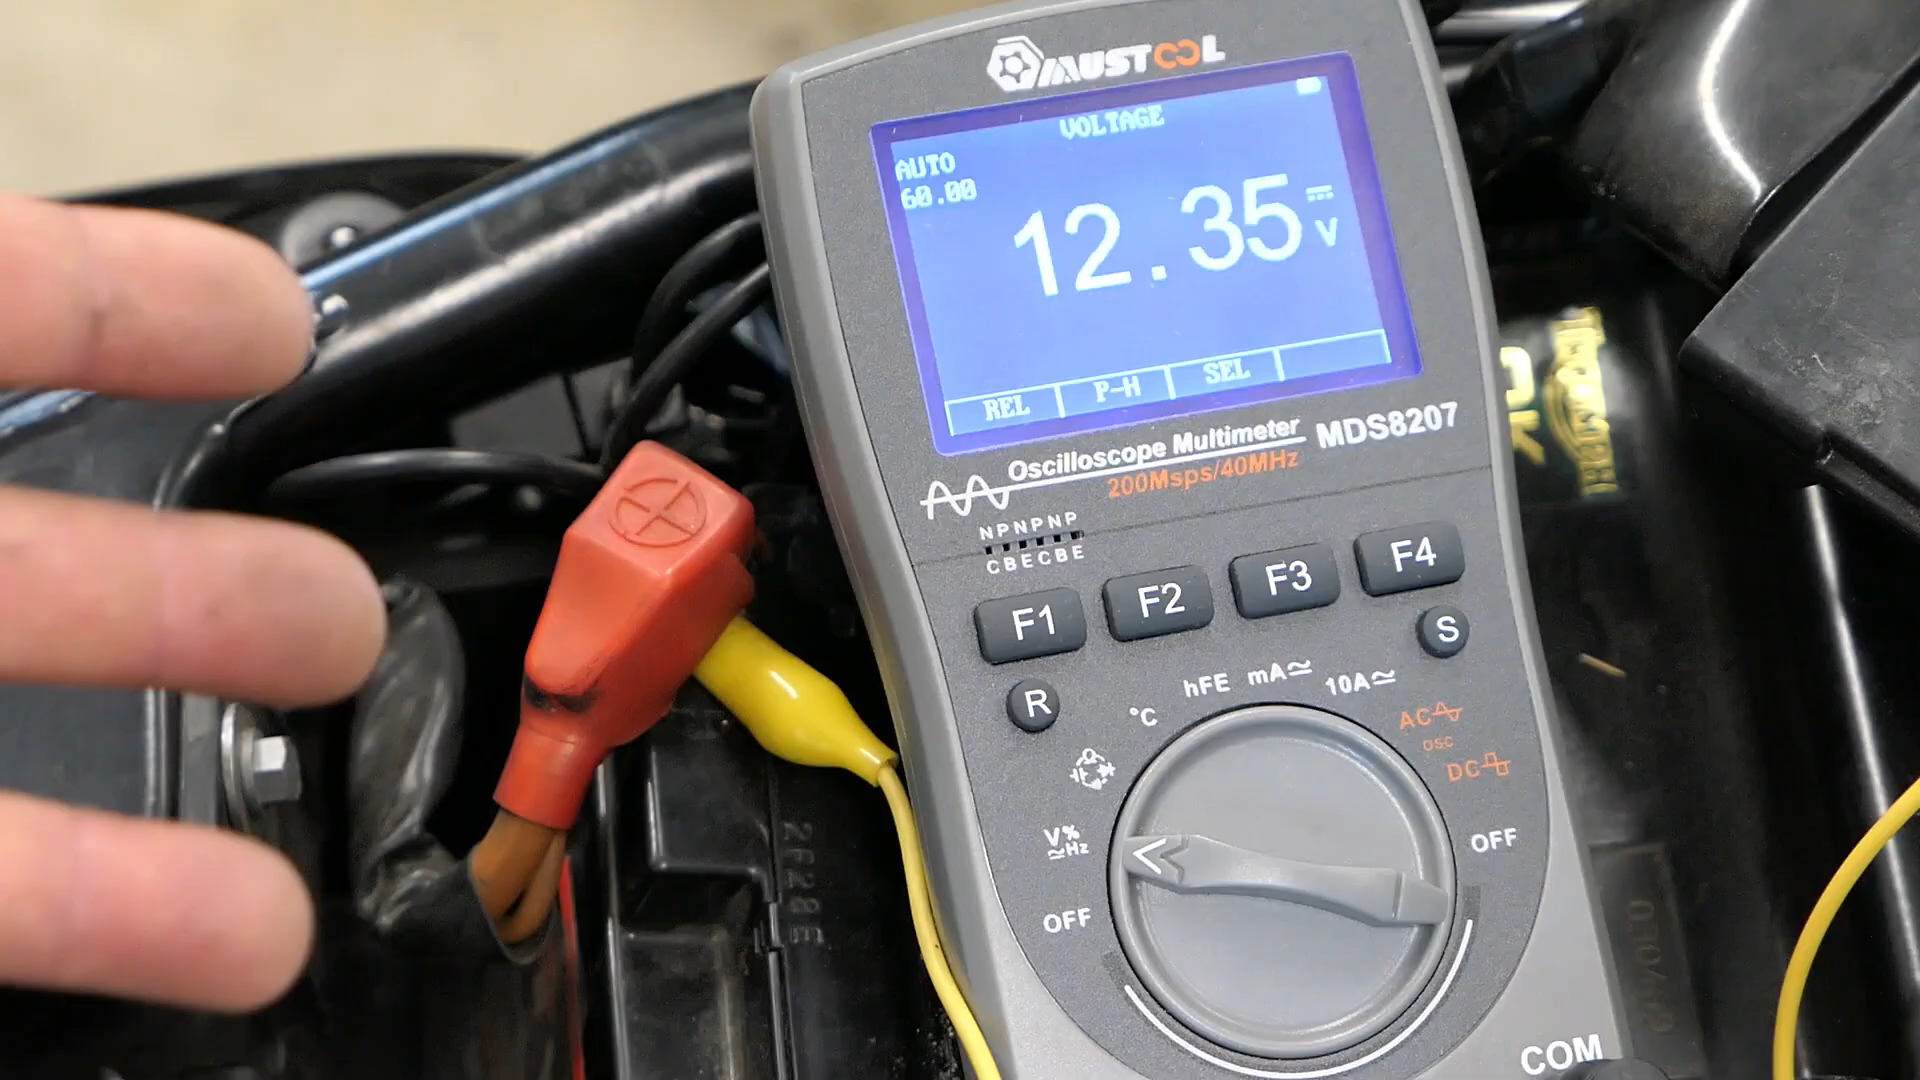 MUSTOOL
VOLTAGE
AUTO
60.00
12.35 V
REL P-H SEL
Oscilloscope Multimeter MDS8207
200Msps/40MHz
NPNPNP
CBECBE
F1 F2 F3 F4
S
R
hFE mA 10A
°C
AC
OSC
DC
V%
Hz
OFF
OFF
COM
2F28E